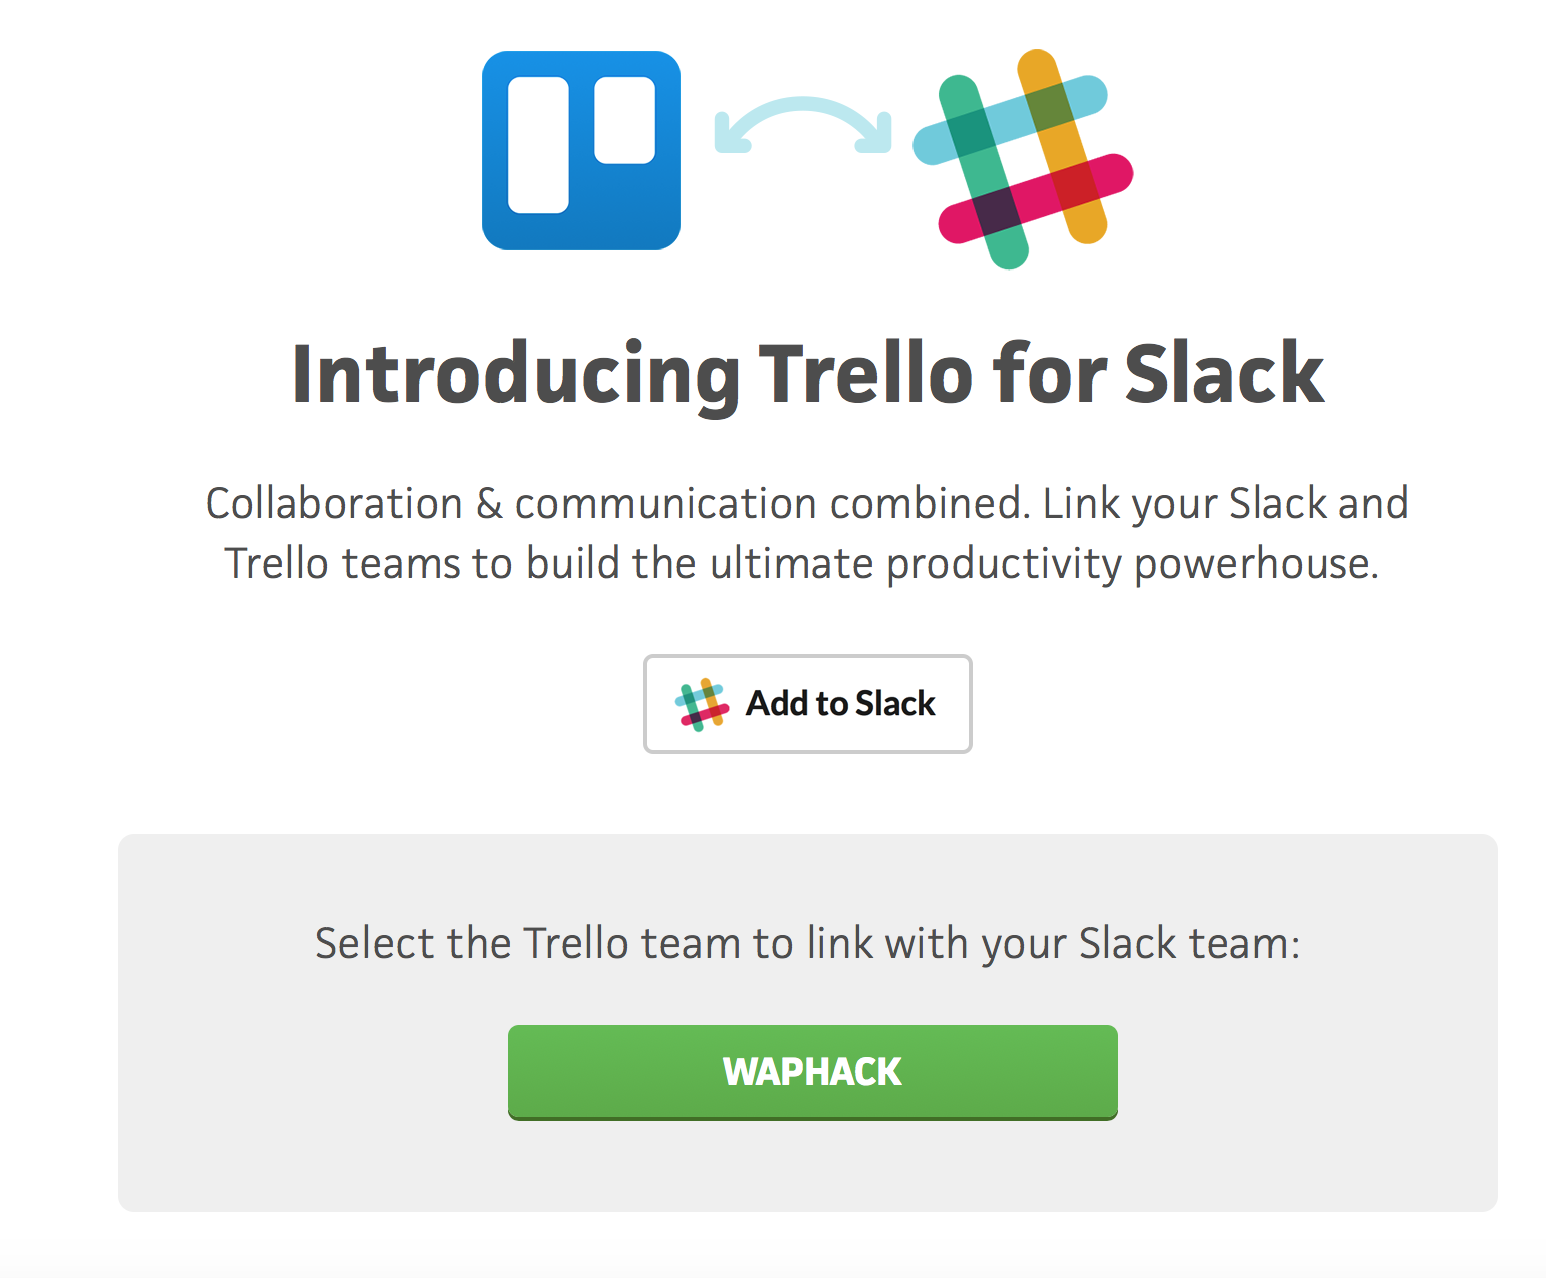 Introducing Trello for Slack
Collaboration & communication combined. Link your Slack and
Trello teams to build the ultimate productivity powerhouse.
Add to Slack
Select the Trello team to link with your Slack team:
WAPHACK